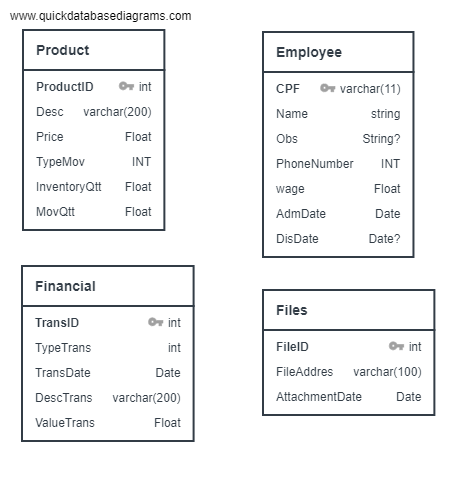 www.quickdatabasediagrams.com
Product
ProductID int
Desc varchar(200)
Price Float
TypeMov INT
InventoryQtt Float
MovQtt Float
Employee
CPF varchar(11)
Name string
Obs String?
PhoneNumber INT
wage Float
AdmDate Date
DisDate Date?
Financial
TransID int
TypeTrans int
TransDate Date
DescTrans varchar(200)
ValueTrans Float
Files
FileID int
FileAddres varchar(100)
AttachmentDate Date